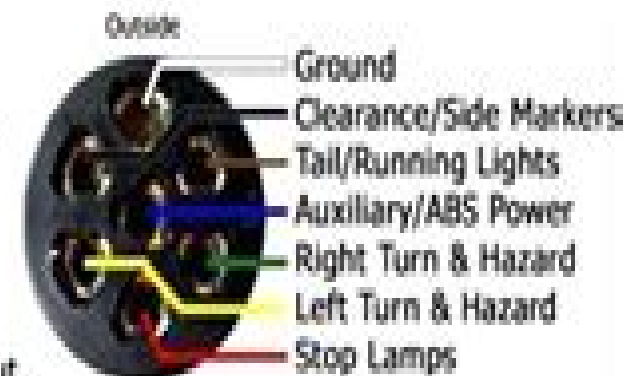 Outside
Ground
Clearance/Side Markers
Tail/Running Lights
Auxiliary/ABS Power
Right Turn & Hazard
Left Turn & Hazard
Stop Lamps